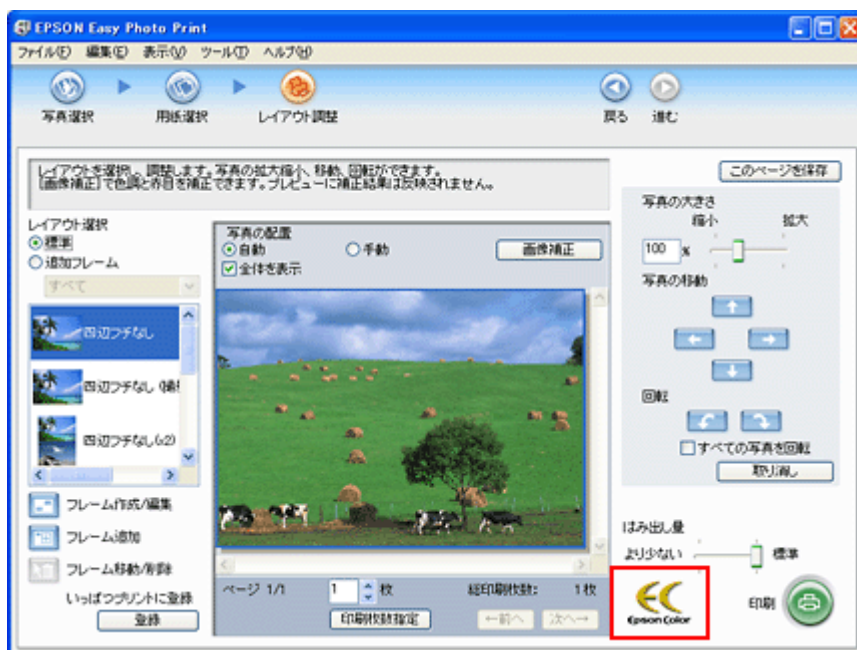 EPSON Easy Photo Print
ファイル(F) 編集(E) 表示(V) ツール(T) ヘルプ(H)
写真選択 用紙選択 レイアウト調整 戻る 進む
レイアウトを選択し、調整します。写真の拡大縮小、移動、回転ができます。
[画像補正]で色調と赤目を補正できます。プレビューに補正結果は反映されません。
このページを保存
レイアウト選択
標準
追加フレーム
すべて
四辺フチなし
四辺フチなし
四辺フチなし(x2)
フレーム作成/編集
フレーム追加
フレーム移動/削除
いっぱつプリントに登録
登録
写真の配置
自動 手動 画像補正
全体を表示
ページ 1/1 1 枚 総印刷枚数: 1枚
印刷枚数指定 ←前へ 次へ→
写真の大きさ
縮小 拡大
100 %
写真の移動
回転
すべての写真を回転
取り消し
はみ出し量
より少ない 標準
EC
Epson Color
印刷